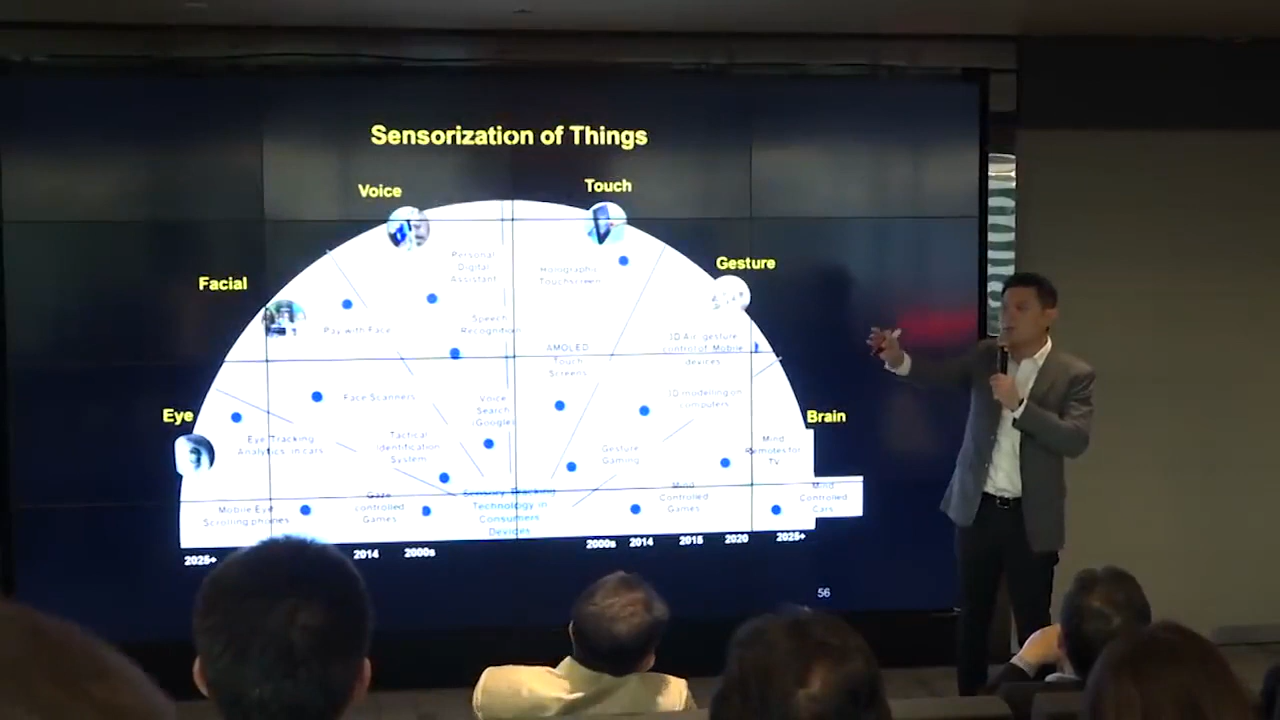 Sensorization of Things
Voice
Touch
Facial
Gesture
Eye
Brain
Personal
Digital
Assistant
Holographic
Touchscreen
Pay with Face
Speech
Recognition
AMOLED
Touch
Screens
3D Air gesture
control of Mobile
devices
Face Scanners
Voice
Search
(Google)
3D modelling on
computers
Eye Tracking
Analytics in cars
Tactical
Identification
System
Gesture
Gaming
Mind
Remotes for
TV
Mobile Eye
Scrolling phones
Gaze
controlled
Games
Sensory Tracking
Technology in
Consumers
Devices
Mind
Controlled
Games
Mind
Controlled
Cars
2025+
2014
2000s
2000s
2014
2015
2020
2025+
56